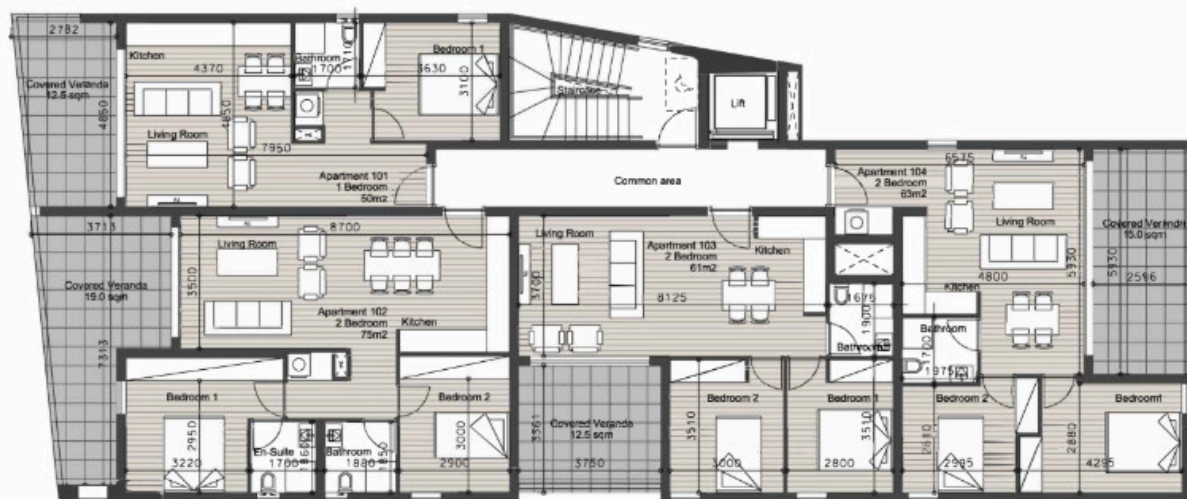 2782
Covered Veranda
12.5 sqm
4850
Kitchen
4370
4850
Living Room
7950
Bathroom
1700
1710
Bedroom 1
3630
3100
Apartment 101
1 Bedroom
50m2
Staircase
Lift
Common area
Apartment 104
2 Bedroom
63m2
6535
Living Room
4800
5930
Kitchen
Covered Veranda
15.0 sqm
5930
2596
Bathroom
1700
1975
Bedroom 2
2610
2985
Bedroom1
2880
4295
3713
Covered Veranda
19.0 sqm
7313
3500
Living Room
8700
Apartment 102
2 Bedroom
75m2
Kitchen
Bedroom 1
2950
3220
En-Suite
1700
1860
Bathroom
1880
1850
Bedroom 2
3000
2900
Living Room
3700
Apartment 103
2 Bedroom
61m2
Kitchen
8125
1675
1900
Bathroom
3361
Covered Veranda
12.5 sqm
3750
Bedroom 2
3510
3000
Bedroom 1
3510
2800